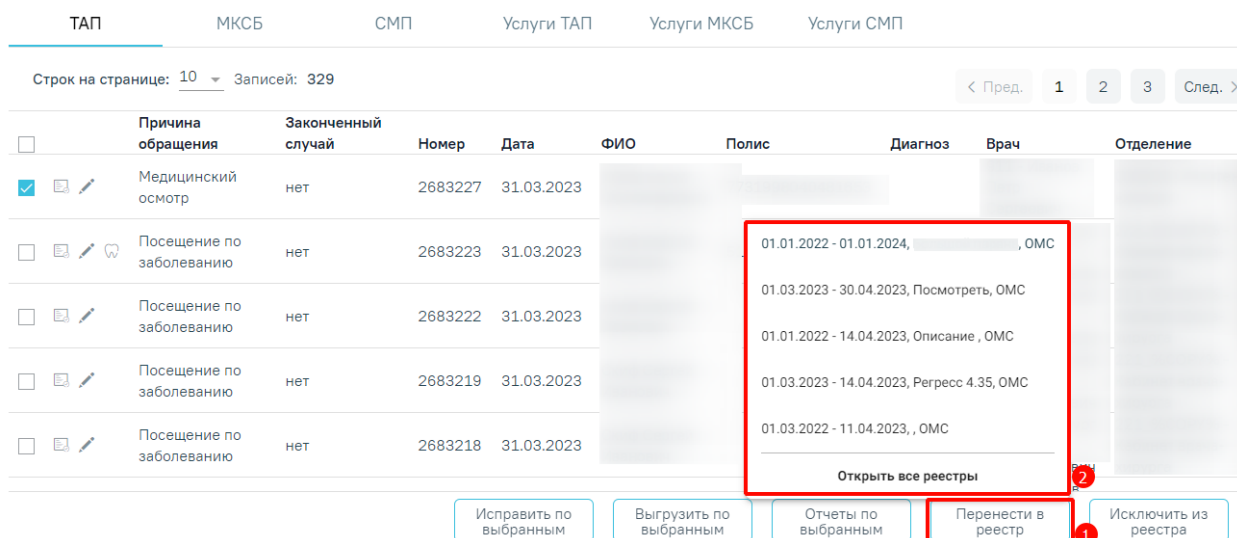 ТАП МКСБ СМП Услуги ТАП Услуги МКСБ Услуги СМП
Строк на странице: 10 Записей: 329 < Пред. 1 2 3 След. >
Причина обращения Законченный случай Номер Дата ФИО Полис Диагноз Врач Отделение
Медицинский осмотр нет 2683227 31.03.2023
Посещение по заболеванию нет 2683223 31.03.2023
Посещение по заболеванию нет 2683222 31.03.2023
Посещение по заболеванию нет 2683219 31.03.2023
Посещение по заболеванию нет 2683218 31.03.2023
01.01.2022 - 01.01.2024, , ОМС
01.03.2023 - 30.04.2023, Посмотреть, ОМС
01.01.2022 - 14.04.2023, Описание , ОМС
01.03.2023 - 14.04.2023, Регресс 4.35, ОМС
01.03.2022 - 11.04.2023, , ОМС
Открыть все реестры
2
Исправить по выбранным Выгрузить по выбранным Отчеты по выбранным Перенести в реестр 1 Исключить из реестра